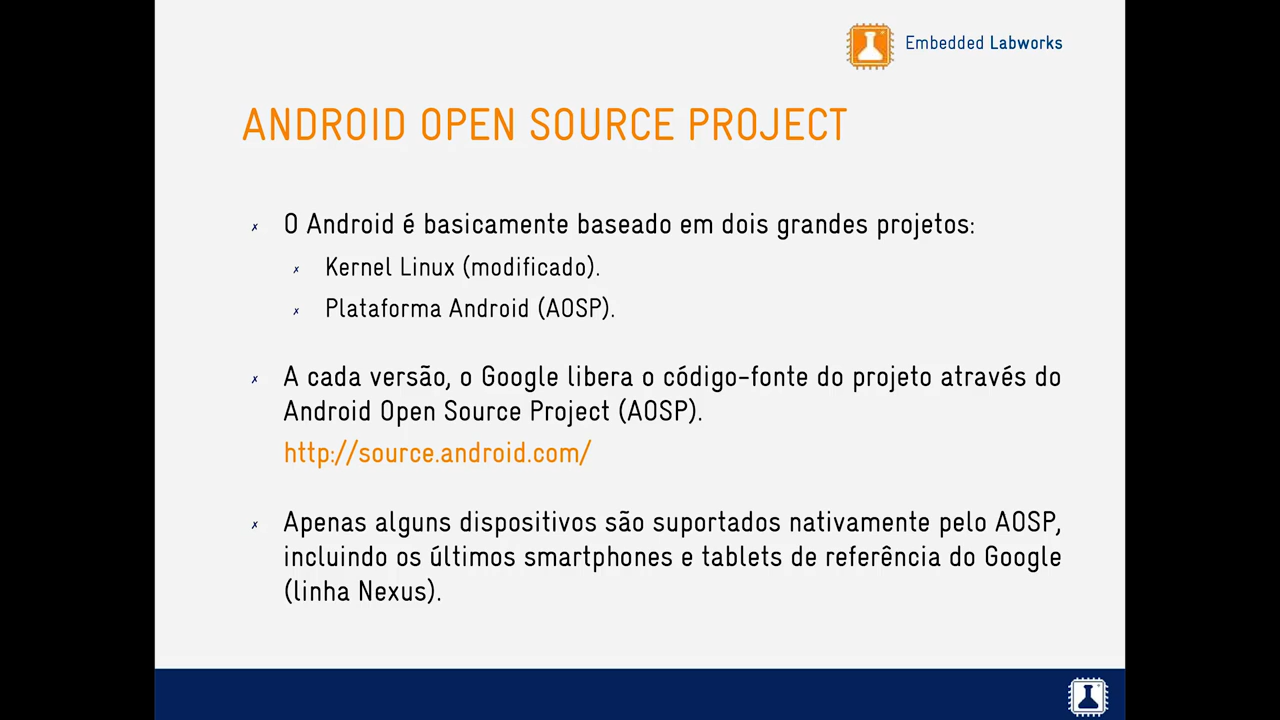 Embedded Labworks
ANDROID OPEN SOURCE PROJECT
✗ O Android é basicamente baseado em dois grandes projetos:
✗ Kernel Linux (modificado).
✗ Plataforma Android (AOSP).
✗ A cada versão, o Google libera o código-fonte do projeto através do
Android Open Source Project (AOSP).
http://source.android.com/
✗ Apenas alguns dispositivos são suportados nativamente pelo AOSP,
incluindo os últimos smartphones e tablets de referência do Google
(linha Nexus).